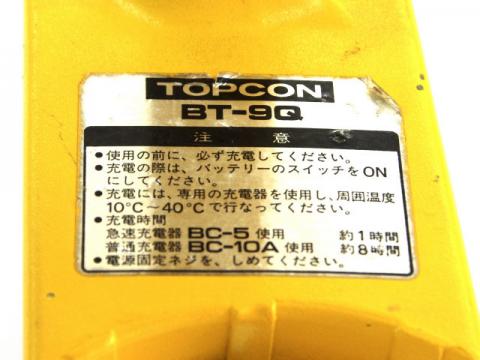 TOPCON
BT-9Q
注意
●使用の前に、必ず充電してください。
●充電の際は、バッテリーのスイッチをON
にしてください。
●充電には、専用の充電器を使用し、周囲温度
10℃~40℃で行なってください。
●充電時間
急速充電器 BC-5 使用 約1時間
普通充電器 BC-10A 使用 約8時間
●電源固定ネジを、しめてください。